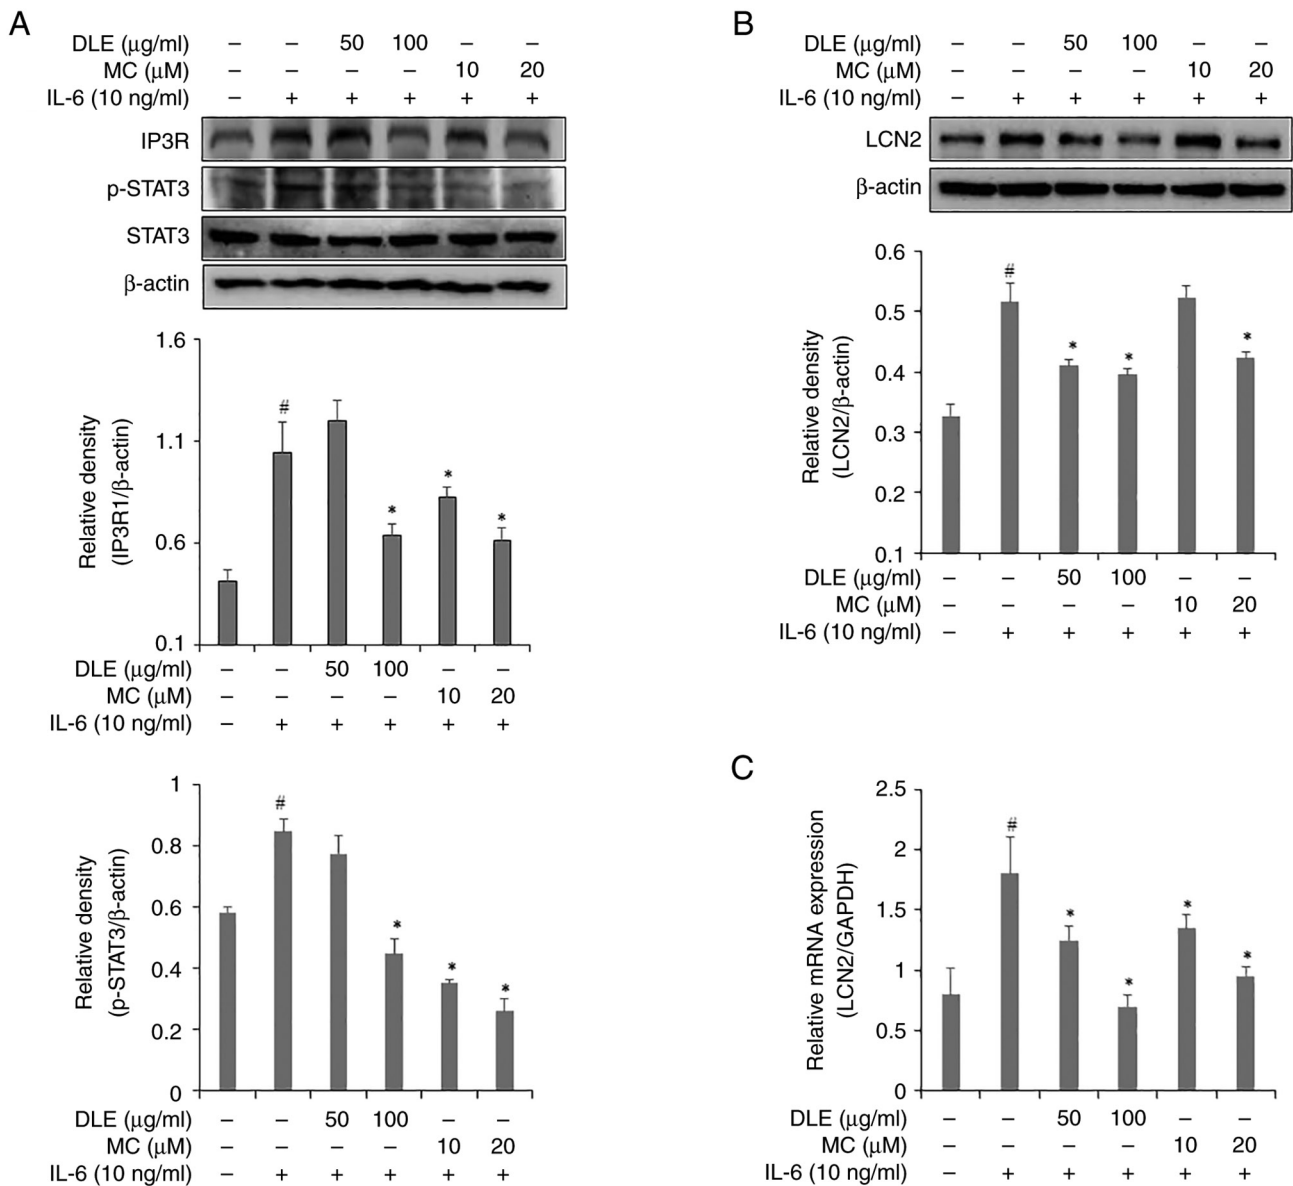 A
DLE (μg/ml) – – 50 100 – –
MC (μM) – – – – 10 20
IL-6 (10 ng/ml) – + + + + +
IP3R
p-STAT3
STAT3
β-actin
1.6
1.1
0.6
0.1
Relative density
(IP3R1/β-actin)
# * * *
DLE (μg/ml) – – 50 100 – –
MC (μM) – – – – 10 20
IL-6 (10 ng/ml) – + + + + +
1
0.8
0.6
0.4
0.2
0
Relative density
(p-STAT3/β-actin)
# * * *
DLE (μg/ml) – – 50 100 – –
MC (μM) – – – – 10 20
IL-6 (10 ng/ml) – + + + + +
B
DLE (μg/ml) – – 50 100 – –
MC (μM) – – – – 10 20
IL-6 (10 ng/ml) – + + + + +
LCN2
β-actin
0.6
0.5
0.4
0.3
0.2
0.1
Relative density
(LCN2/β-actin)
# * * *
DLE (μg/ml) – – 50 100 – –
MC (μM) – – – – 10 20
IL-6 (10 ng/ml) – + + + + +
C
2.5
2
1.5
1
0.5
0
Relative mRNA expression
(LCN2/GAPDH)
# * * * *
DLE (μg/ml) – – 50 100 – –
MC (μM) – – – – 10 20
IL-6 (10 ng/ml) – + + + + +